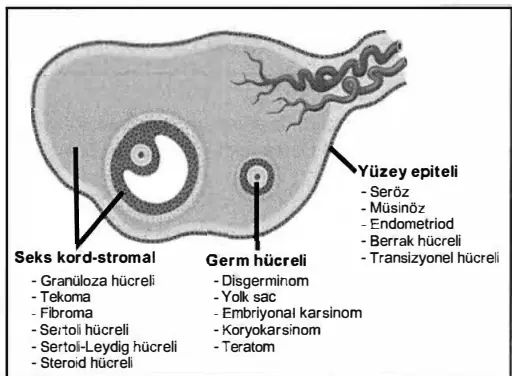 Yüzey epiteli
- Seröz
- Müsinöz
- Endometriod
- Berrak hücreli
- Transizyonel hücreli
Seks kord-stromal
- Granüloza hücreli
- Tekoma
- Fibroma
- Sertoli hücreli
- Sertoli-Leydig hücreli
- Steroid hücreli
Germ hücreli
- Disgerminom
- Yolk sac
- Embriyonal karsinom
- Koryokarsinom
- Teratom